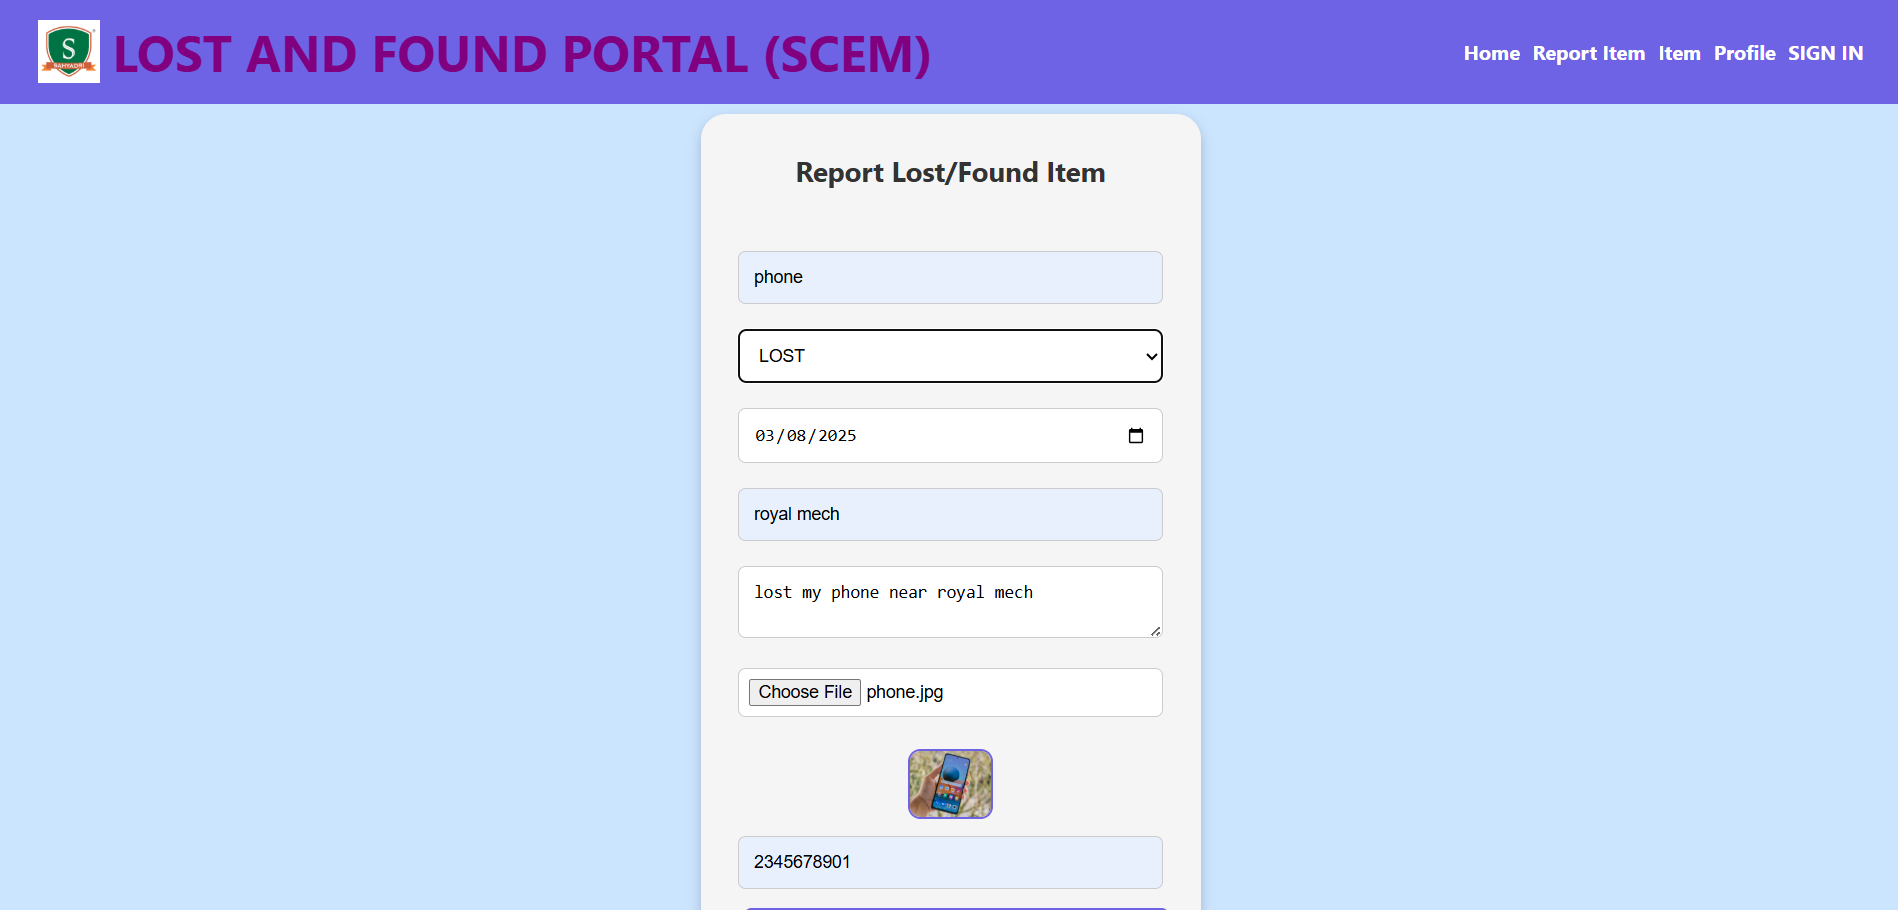 S
SAHYADRI
LOST AND FOUND PORTAL (SCEM)
Home Report Item Item Profile SIGN IN
Report Lost/Found Item
phone
LOST
03/08/2025
royal mech
lost my phone near royal mech
Choose File phone.jpg
2345678901